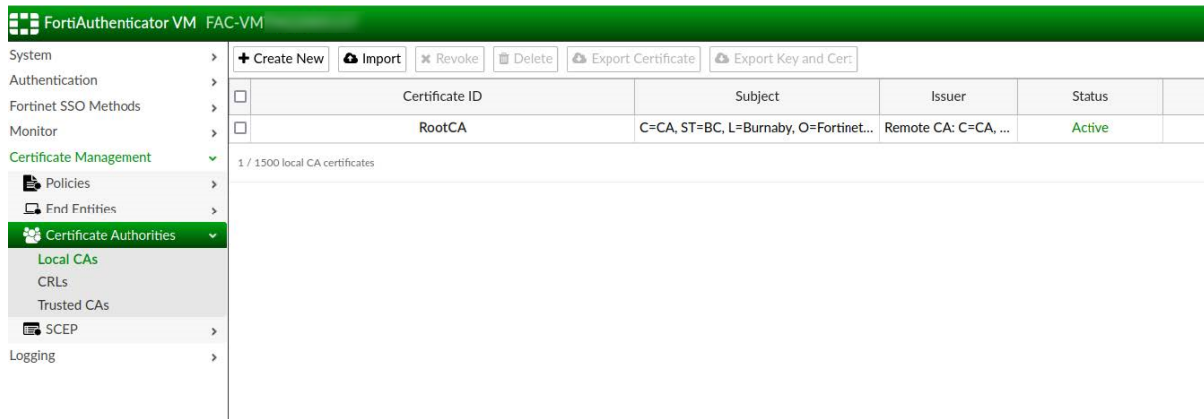 FortiAuthenticator VM FAC-VM
System
Authentication
Fortinet SSO Methods
Monitor
Certificate Management
Policies
End Entities
Certificate Authorities
Local CAs
CRLs
Trusted CAs
SCEP
Logging
+ Create New Import Revoke Delete Export Certificate Export Key and Cert
Certificate ID Subject Issuer Status
RootCA C=CA, ST=BC, L=Burnaby, O=Fortinet... Remote CA: C=CA, ... Active
1 / 1500 local CA certificates